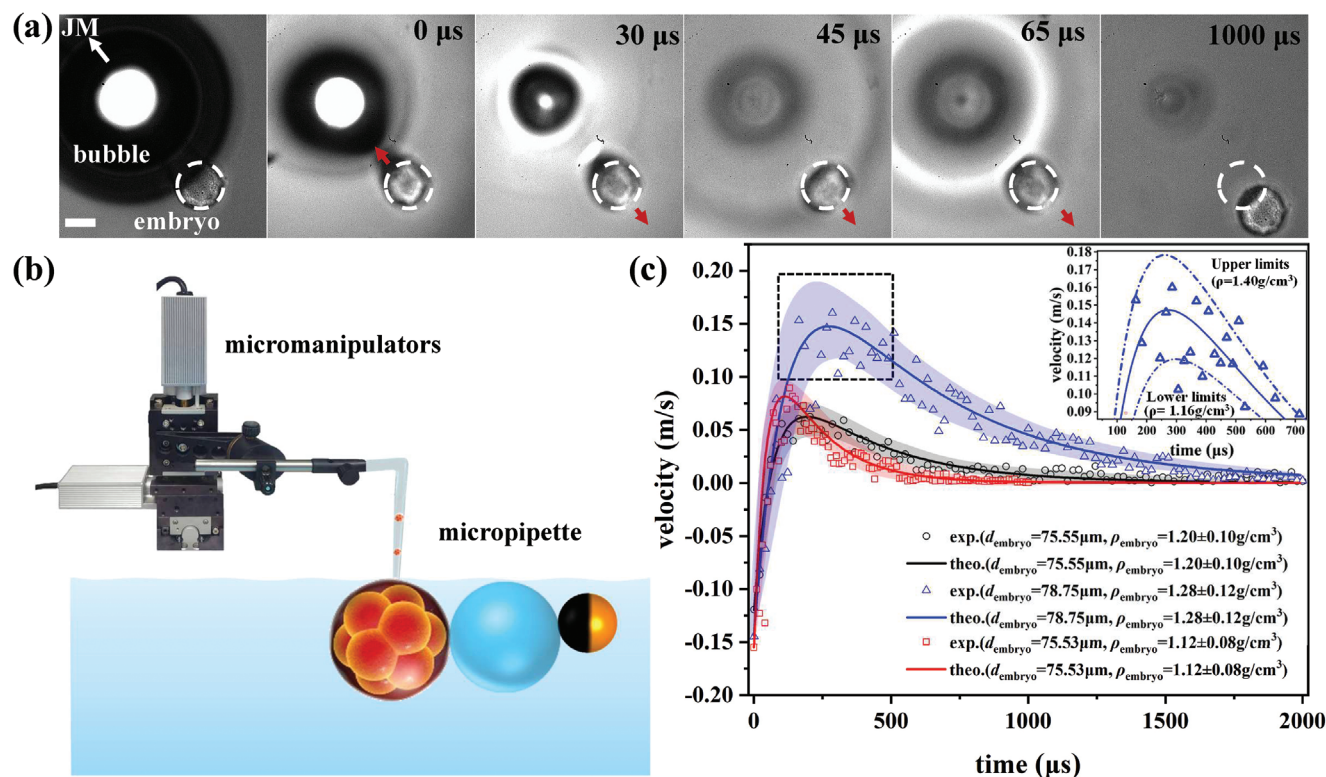 (a)
JM
0 μs
30 μs
45 μs
65 μs
1000 μs
bubble
embryo
(b)
micromanipulators
micropipette
(c)
0.20
0.15
0.10
0.05
0.00
-0.05
-0.10
-0.15
-0.20
velocity (m/s)
0
500
1000
1500
2000
time (μs)
0.18
0.17
0.16
0.15
0.14
0.13
0.12
0.11
0.10
0.09
velocity (m/s)
Upper limits
(ρ=1.40g/cm³)
Lower limits
(ρ= 1.16g/cm³)
100 200 300 400 500 600 700
time (μs)
exp.(dembryo=75.55μm, ρembryo=1.20±0.10g/cm³)
theo.(dembryo=75.55μm, ρembryo=1.20±0.10g/cm³)
exp.(dembryo=78.75μm, ρembryo=1.28±0.12g/cm³)
theo.(dembryo=78.75μm, ρembryo=1.28±0.12g/cm³)
exp.(dembryo=75.53μm, ρembryo=1.12±0.08g/cm³)
theo.(dembryo=75.53μm, ρembryo=1.12±0.08g/cm³)